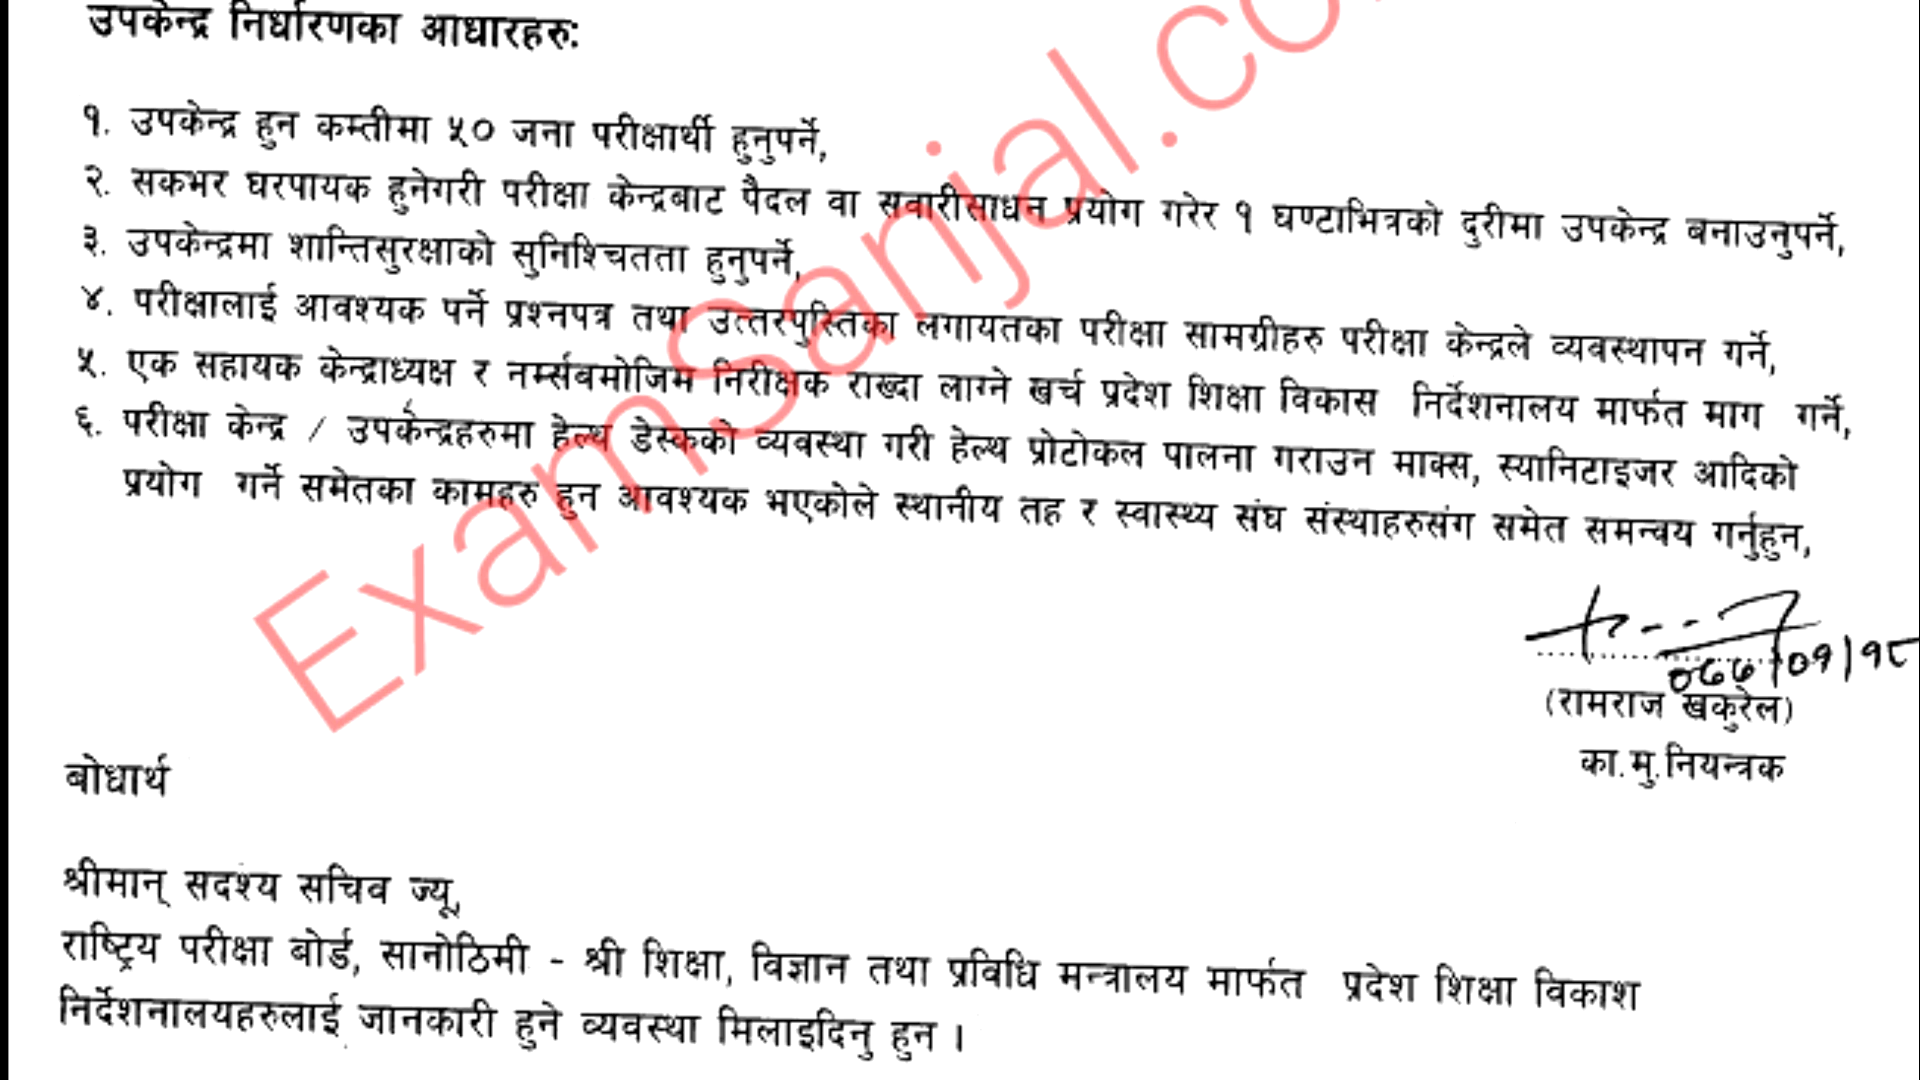 उपकेन्द्र निर्धारणका आधारहरु:
१. उपकेन्द्र हुन कम्तीमा ५० जना परीक्षार्थी हुनुपर्ने,
२. सकभर घरपायक हुनेगरी परीक्षा केन्द्रबाट पैदल वा सवारीसाधन प्रयोग गरेर १ घण्टाभित्रको दुरीमा उपकेन्द्र बनाउनुपर्ने,
३. उपकेन्द्रमा शान्तिसुरक्षाको सुनिश्चितता हुनुपर्ने,
४. परीक्षालाई आवश्यक पर्ने प्रश्नपत्र तथा उत्तरपुस्तिका लगायतका परीक्षा सामग्रीहरु परीक्षा केन्द्रले व्यवस्थापन गर्ने,
५. एक सहायक केन्द्राध्यक्ष र नर्म्सबमोजिम निरीक्षक राख्दा लाग्ने खर्च प्रदेश शिक्षा विकास निर्देशनालय मार्फत माग गर्ने,
६. परीक्षा केन्द्र / उपर्केन्द्रहरुमा हेल्थ डेस्कको व्यवस्था गरी हेल्थ प्रोटोकल पालना गराउन माक्स, स्यानिटाइजर आदिको
प्रयोग गर्ने समेतका कामहरु हुन आवश्यक भएकोले स्थानीय तह र स्वास्थ्य संघ संस्थाहरुसंग समेत समन्वय गर्नुहुन,
ExamSanjal.co
०७७/०१/१८
(रामराज खकुरेल)
का.मु.नियन्त्रक
बोधार्थ
श्रीमान् सदश्य सचिव ज्यू,
राष्ट्रिय परीक्षा बोर्ड, सानोठिमी - श्री शिक्षा, विज्ञान तथा प्रविधि मन्त्रालय मार्फत प्रदेश शिक्षा विकाश
निर्देशनालयहरुलाई जानकारी हुने व्यवस्था मिलाइदिनु हुन ।